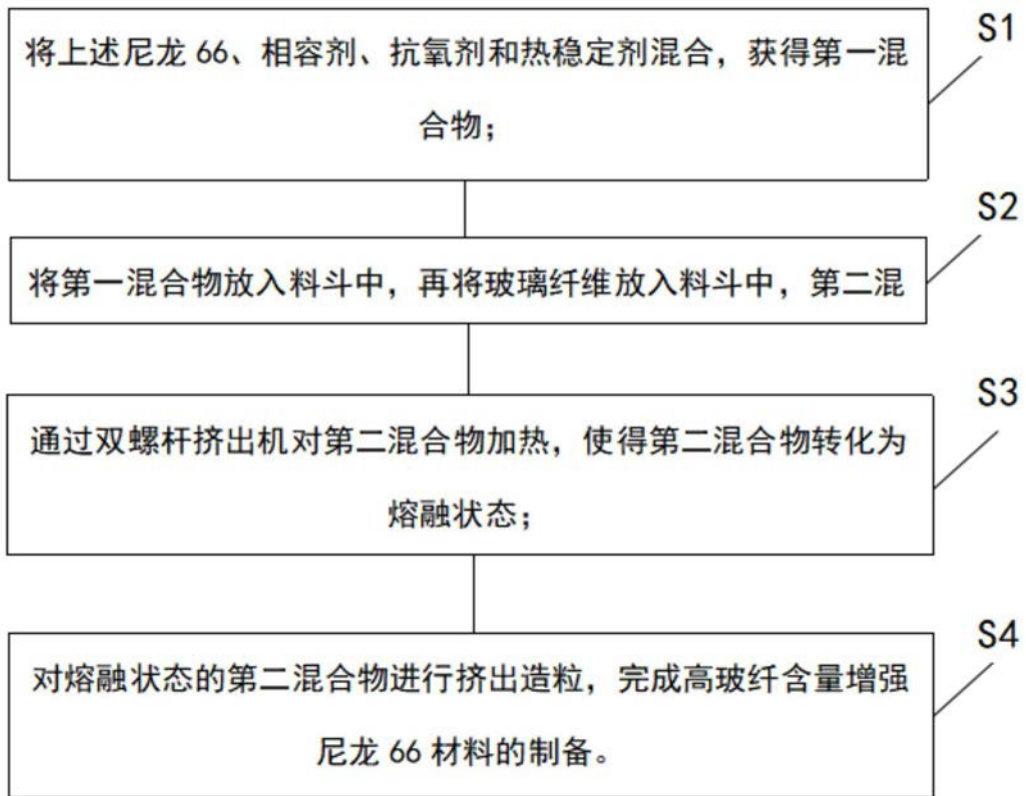 S1
将上述尼龙 66、相容剂、抗氧剂和热稳定剂混合，获得第一混
合物；
S2
将第一混合物放入料斗中，再将玻璃纤维放入料斗中，第二混
S3
通过双螺杆挤出机对第二混合物加热，使得第二混合物转化为
熔融状态；
S4
对熔融状态的第二混合物进行挤出造粒，完成高玻纤含量增强
尼龙 66 材料的制备。